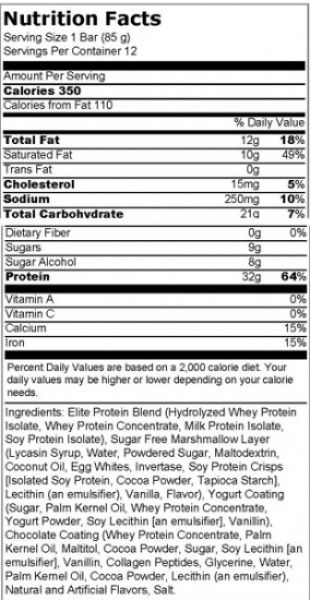 Nutrition Facts
Serving Size 1 Bar (85 g)
Servings Per Container 12
Amount Per Serving
Calories 350
Calories from Fat 110
% Daily Value
Total Fat 12g 18%
Saturated Fat 10g 49%
Trans Fat 0g
Cholesterol 15mg 5%
Sodium 250mg 10%
Total Carbohydrate 21g 7%
Dietary Fiber 0g 0%
Sugars 9g
Sugar Alcohol 8g
Protein 32g 64%
Vitamin A 0%
Vitamin C 0%
Calcium 15%
Iron 15%
Percent Daily Values are based on a 2,000 calorie diet. Your
daily values may be higher or lower depending on your calorie
needs.
Ingredients: Elite Protein Blend (Hydrolyzed Whey Protein
Isolate, Whey Protein Concentrate, Milk Protein Isolate,
Soy Protein Isolate), Sugar Free Marshmallow Layer
(Lycasin Syrup, Water, Powdered Sugar, Maltodextrin,
Coconut Oil, Egg Whites, Invertase, Soy Protein Crisps
[Isolated Soy Protein, Cocoa Powder, Tapioca Starch],
Lecithin (an emulsifier), Vanilla, Flavor), Yogurt Coating
(Sugar, Palm Kernel Oil, Whey Protein Concentrate,
Yogurt Powder, Soy Lecithin [an emulsifier], Vanillin),
Chocolate Coating (Whey Protein Concentrate, Palm
Kernel Oil, Maltitol, Cocoa Powder, Sugar, Soy Lecithin [an
emulsifier], Vanillin, Collagen Peptides, Glycerine, Water,
Palm Kernel Oil, Cocoa Powder, Lecithin (an emulsifier),
Natural and Artificial Flavors, Salt.